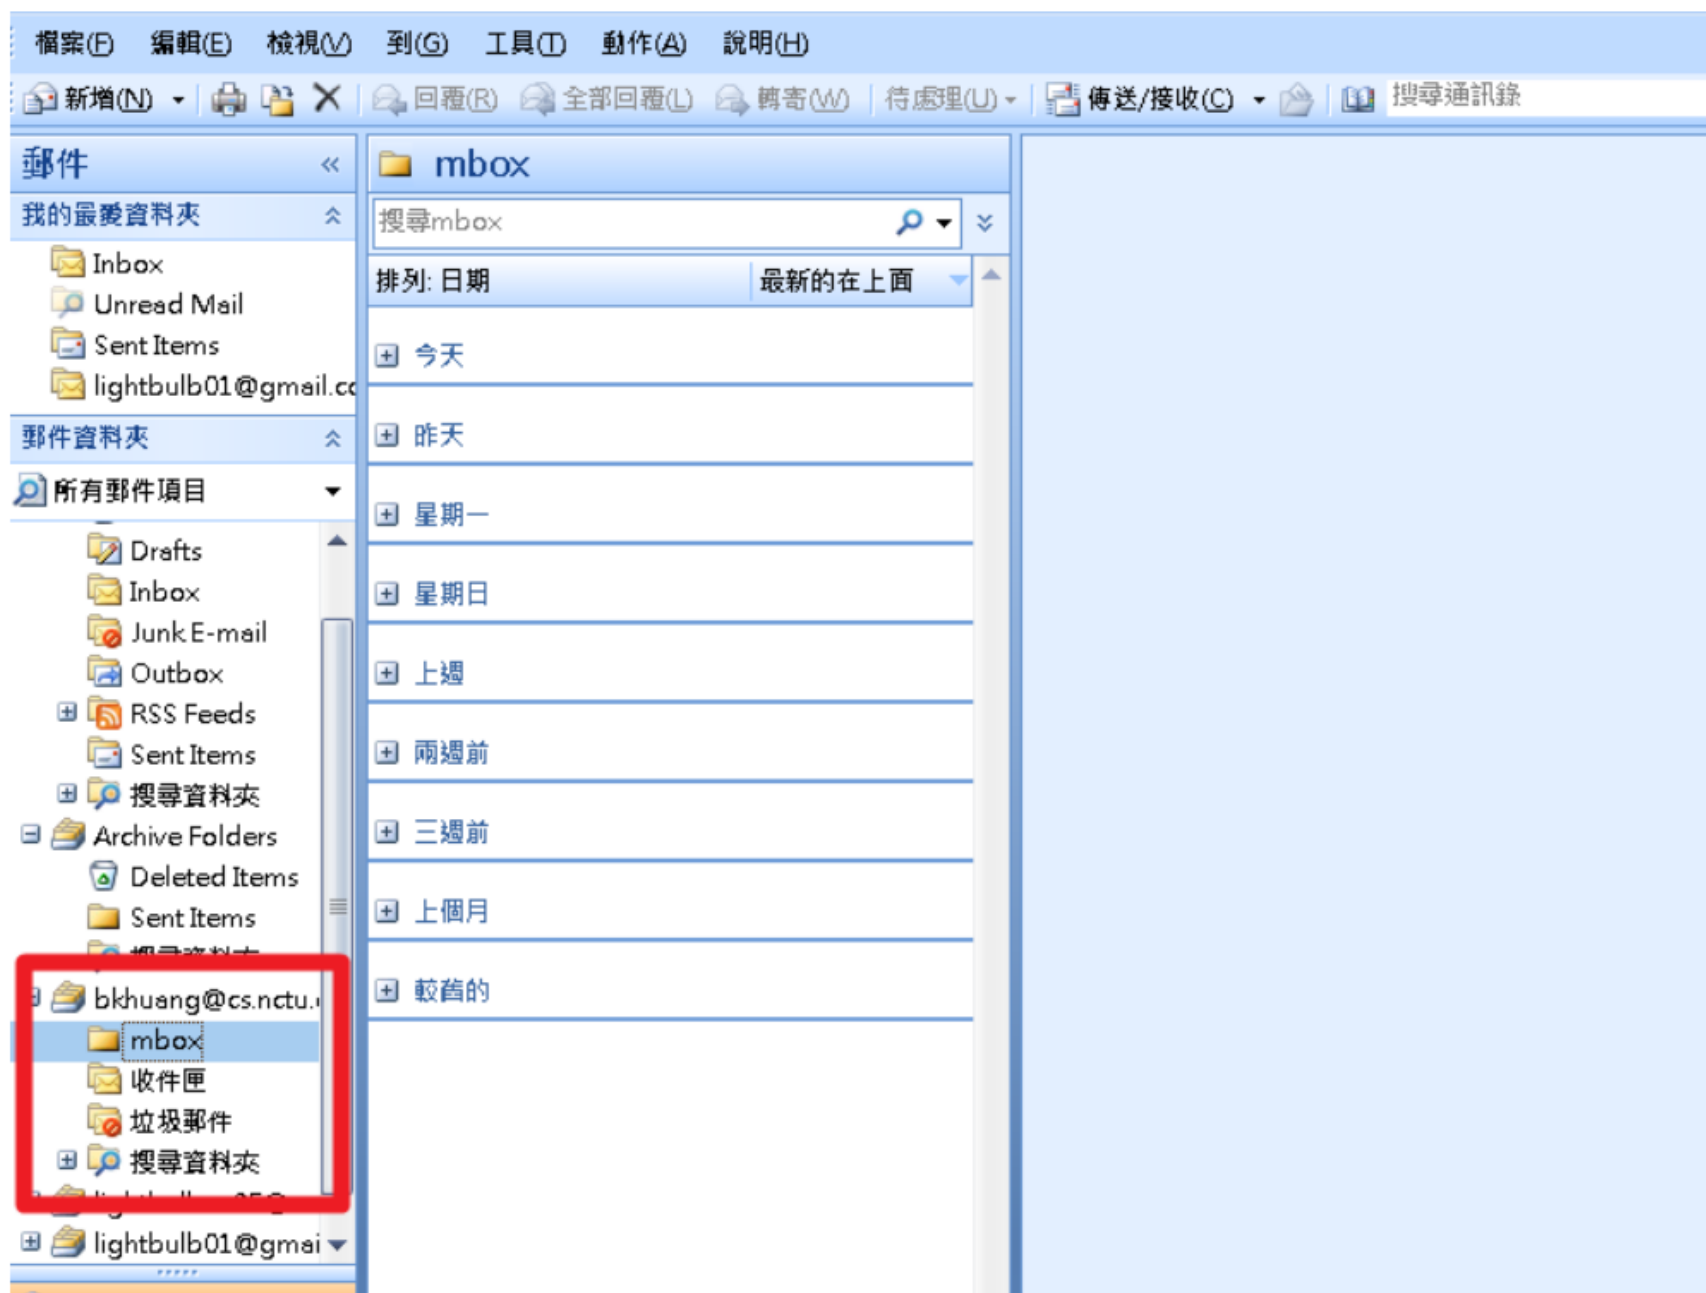 檔案(F) 編輯(E) 檢視(V) 到(G) 工具(T) 動作(A) 說明(H)
新增(N) 回覆(R) 全部回覆(L) 轉寄(W) 待處理(U) 傳送/接收(C) 搜尋通訊錄
郵件 «
我的最愛資料夾
Inbox
Unread Mail
Sent Items
lightbulb01@gmail.co
郵件資料夾
所有郵件項目
Drafts
Inbox
Junk E-mail
Outbox
RSS Feeds
Sent Items
搜尋資料夾
Archive Folders
Deleted Items
Sent Items
搜尋資料夾
bkhuang@cs.nctu.
mbox
收件匣
垃圾郵件
搜尋資料夾
lightbulb01@gmai
mbox
搜尋mbox
排列: 日期 最新的在上面
今天
昨天
星期一
星期日
上週
兩週前
三週前
上個月
較舊的